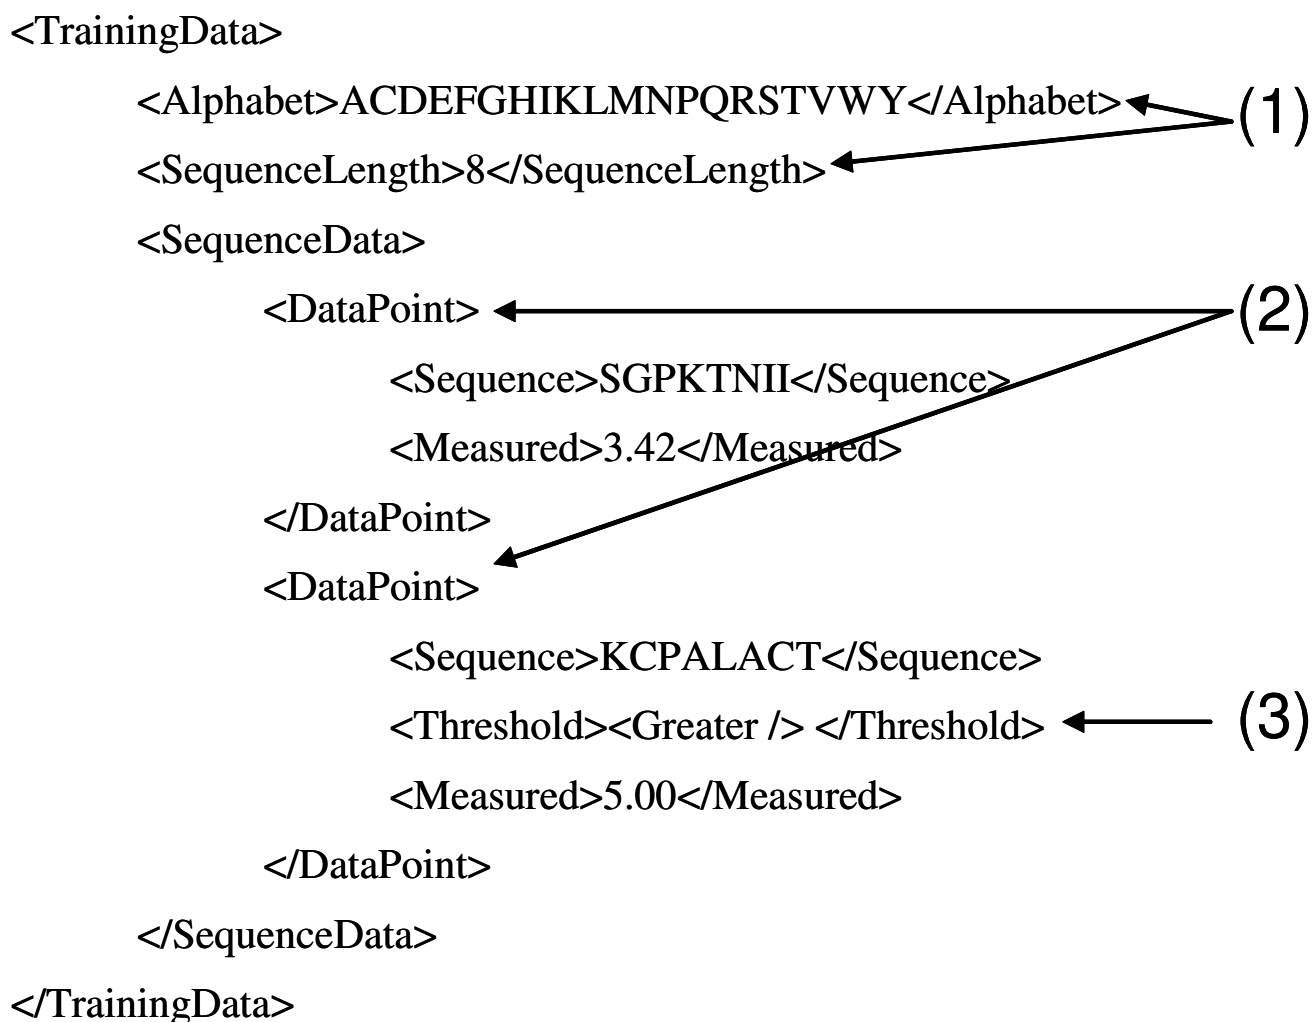 <TrainingData>
<Alphabet>ACDEFGHIKLMNPQRSTVWY</Alphabet> (1)
<SequenceLength>8</SequenceLength>
<SequenceData>
<DataPoint> (2)
<Sequence>SGPKTNII</Sequence>
<Measured>3.42</Measured>
</DataPoint>
<DataPoint>
<Sequence>KCPALACT</Sequence>
<Threshold><Greater /> </Threshold> (3)
<Measured>5.00</Measured>
</DataPoint>
</SequenceData>
</TrainingData>